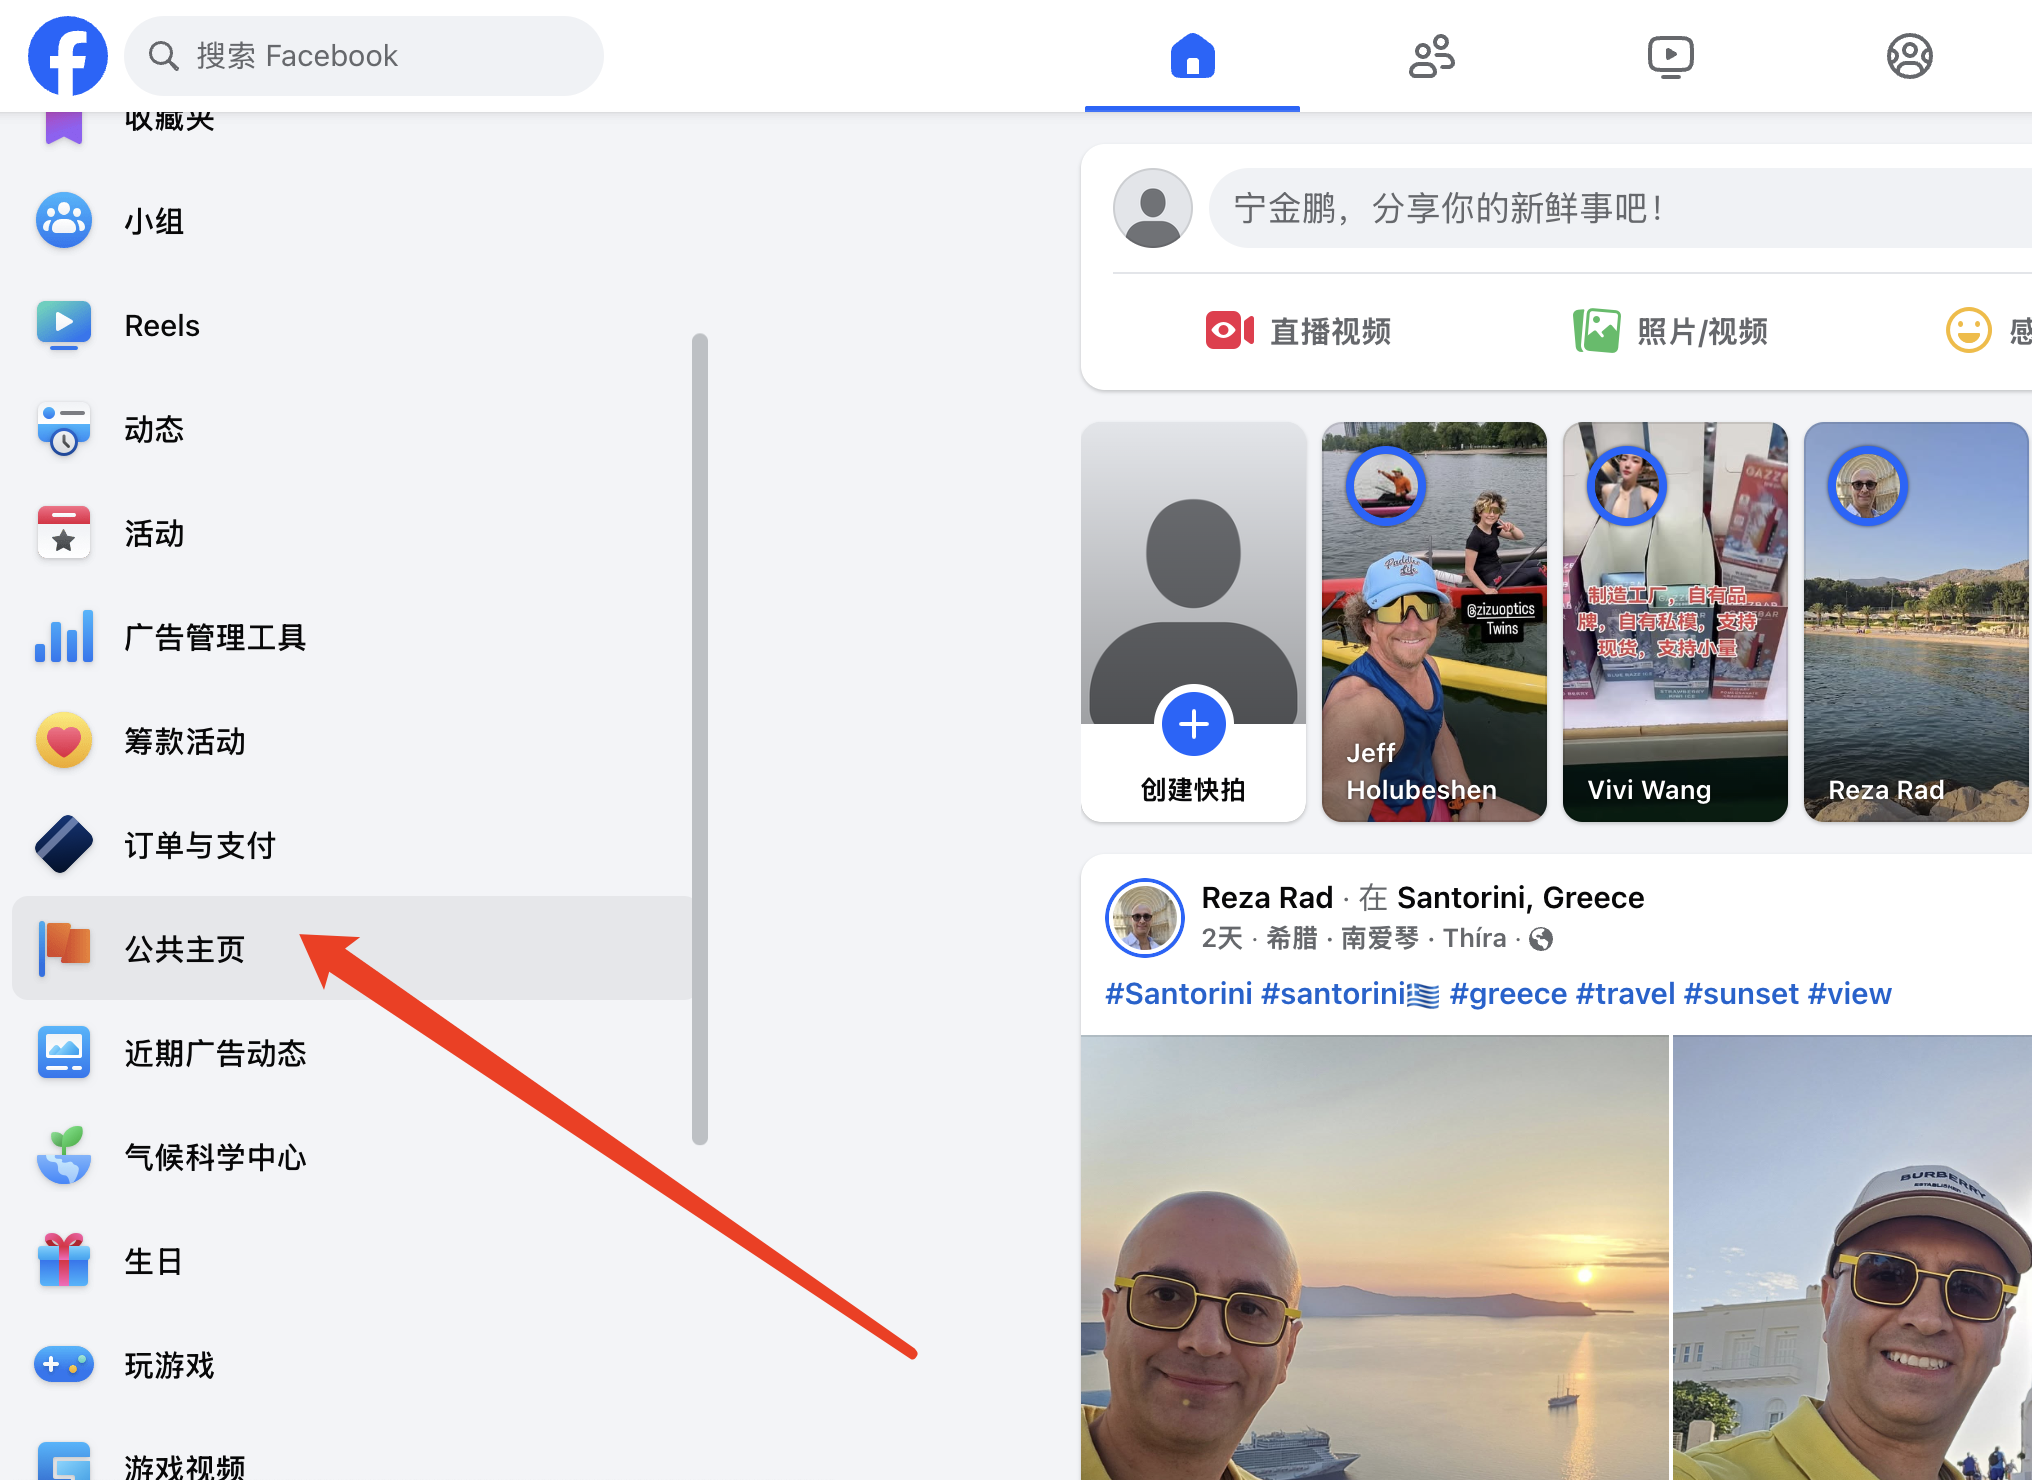 搜索 Facebook
收藏夹
小组
Reels
动态
活动
广告管理工具
筹款活动
订单与支付
公共主页
近期广告动态
气候科学中心
生日
玩游戏
游戏视频
宁金鹏，分享你的新鲜事吧！
直播视频
照片/视频
感
创建快拍
Paddle
Life
@zizuoptics
Twins
Jeff
Holubeshen
制造工厂，自有品
牌，自有私模，支持
现货，支持小量
Vivi Wang
Reza Rad
Reza Rad · 在 Santorini, Greece
2天 · 希腊 · 南爱琴 · Thíra ·
#Santorini #santorini🇬🇷 #greece #travel #sunset #view
BURBERRY
ESTABLISHED